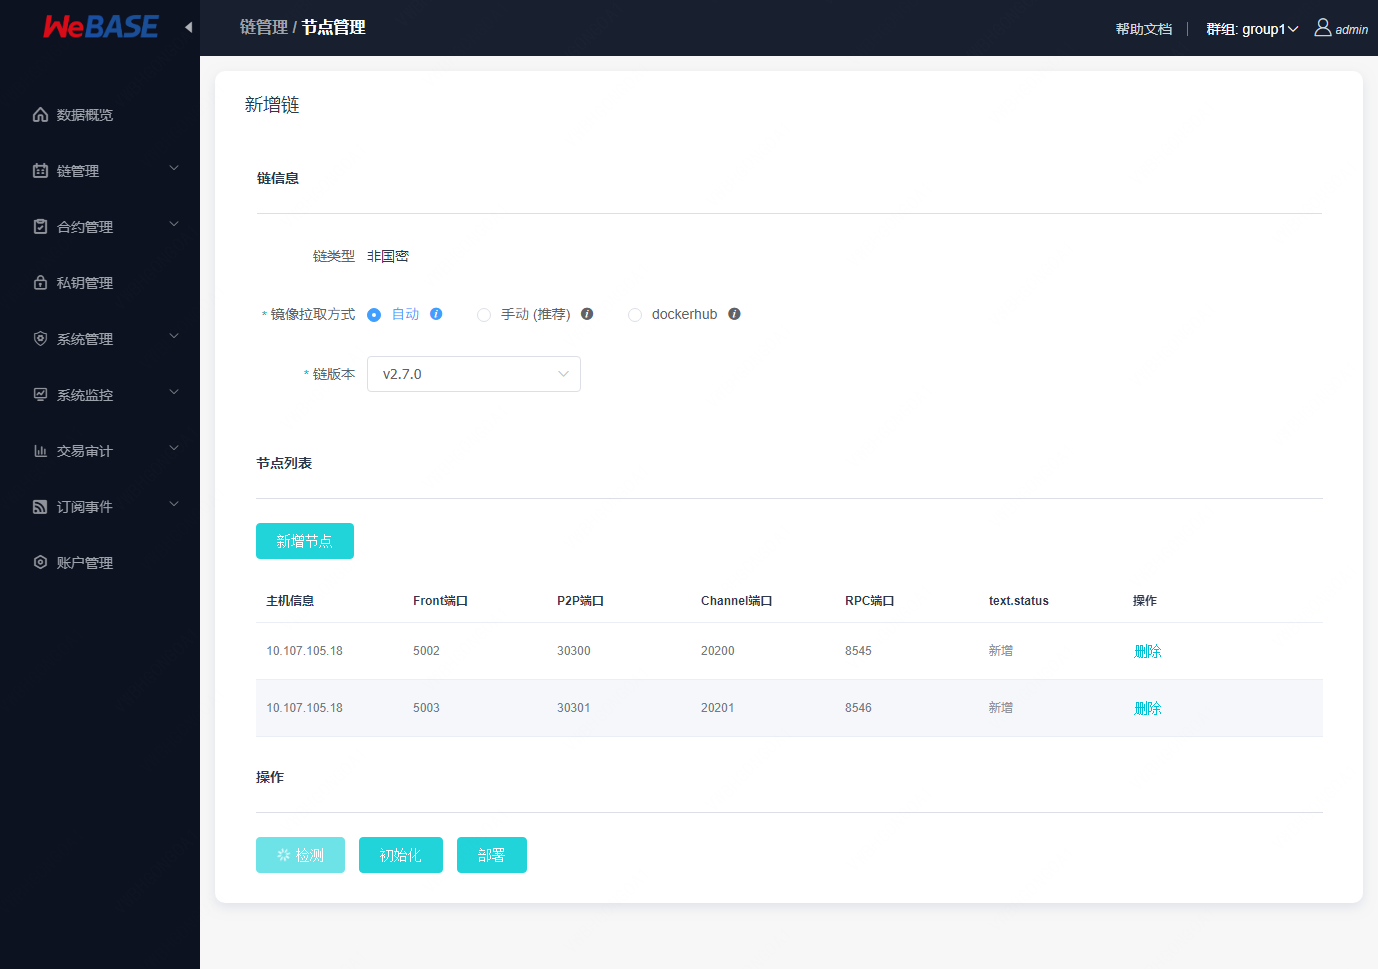 WeBASE
链管理 / 节点管理
帮助文档
群组: group1
admin
数据概览
链管理
合约管理
私钥管理
系统管理
系统监控
交易审计
订阅事件
账户管理
新增链
链信息
链类型 非国密
* 镜像拉取方式 自动 手动 (推荐) dockerhub
* 链版本 v2.7.0
节点列表
新增节点
主机信息 Front端口 P2P端口 Channel端口 RPC端口 text.status 操作
10.107.105.18 5002 30300 20200 8545 新增 删除
10.107.105.18 5003 30301 20201 8546 新增 删除
操作
检测 初始化 部署